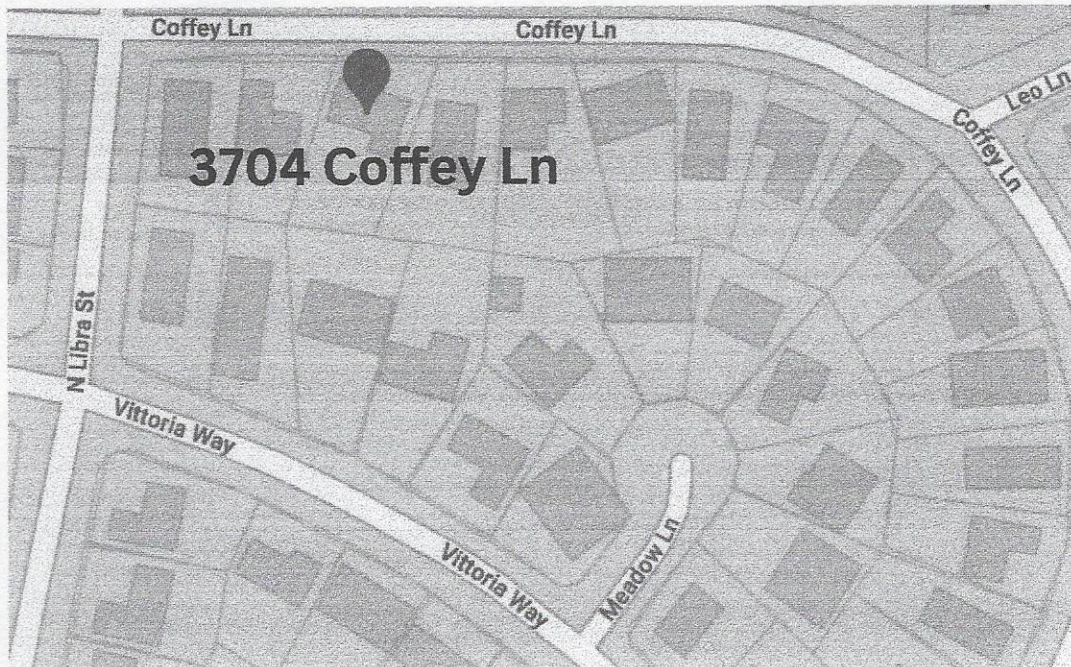 Coffey Ln
Coffey Ln
Leo Ln
Coffey Ln
3704 Coffey Ln
N Libra St
Vittoria Way
Vittoria Way
Meadow Ln